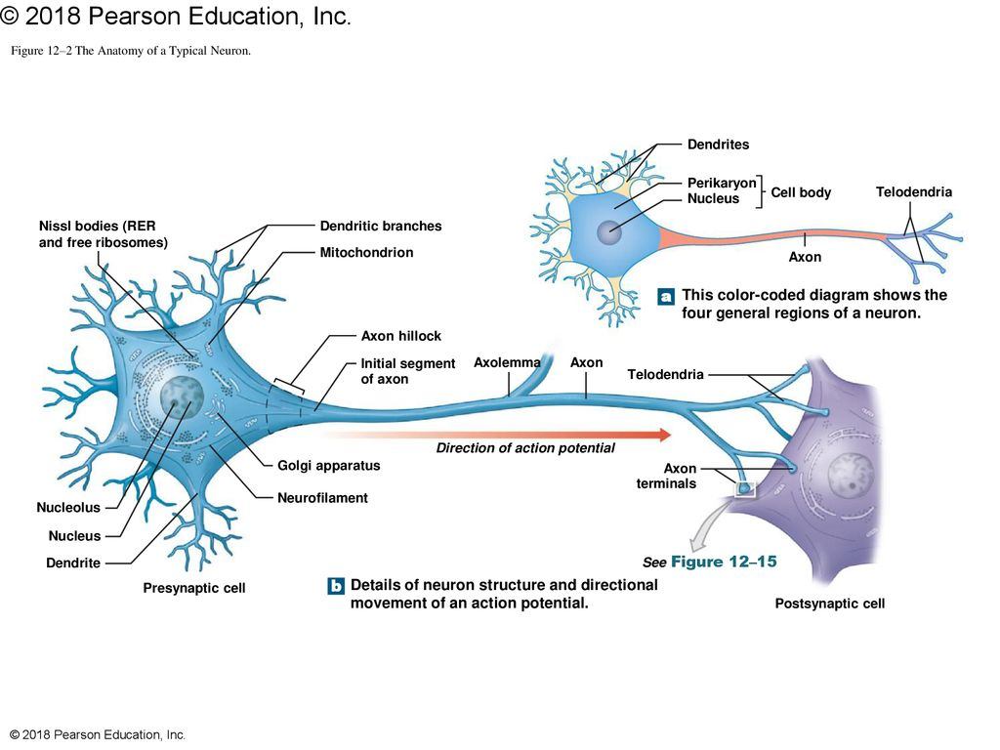 © 2018 Pearson Education, Inc.
Figure 12–2 The Anatomy of a Typical Neuron.
Dendrites
Perikaryon
Nucleus
Cell body
Telodendria
Axon
a This color-coded diagram shows the
four general regions of a neuron.
Nissl bodies (RER
and free ribosomes)
Dendritic branches
Mitochondrion
Axon hillock
Initial segment
of axon
Axolemma
Axon
Telodendria
Direction of action potential
Golgi apparatus
Neurofilament
Axon
terminals
Nucleolus
Nucleus
Dendrite
See Figure 12–15
Presynaptic cell
b Details of neuron structure and directional
movement of an action potential.
Postsynaptic cell
© 2018 Pearson Education, Inc.